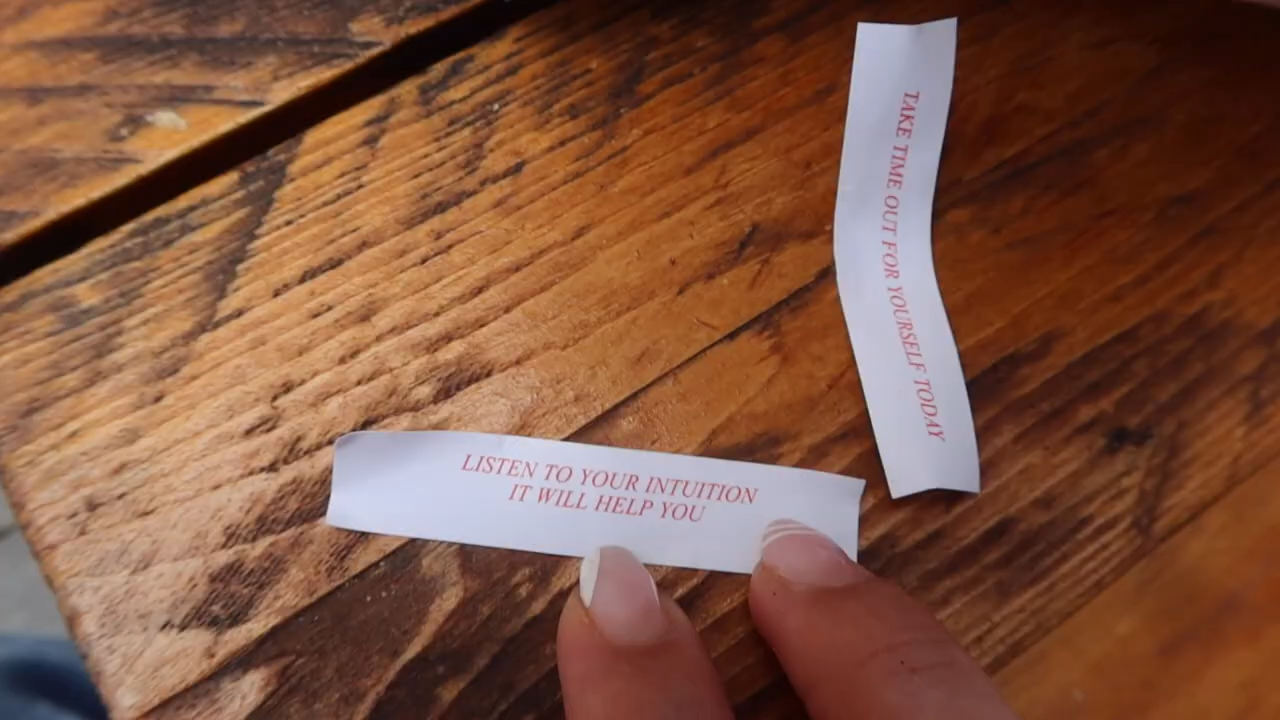 TAKE TIME OUT FOR YOURSELF TODAY
LISTEN TO YOUR INTUITION
IT WILL HELP YOU